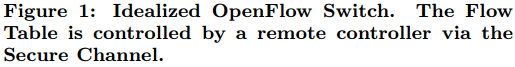 Figure 1: Idealized OpenFlow Switch. The Flow
Table is controlled by a remote controller via the
Secure Channel.